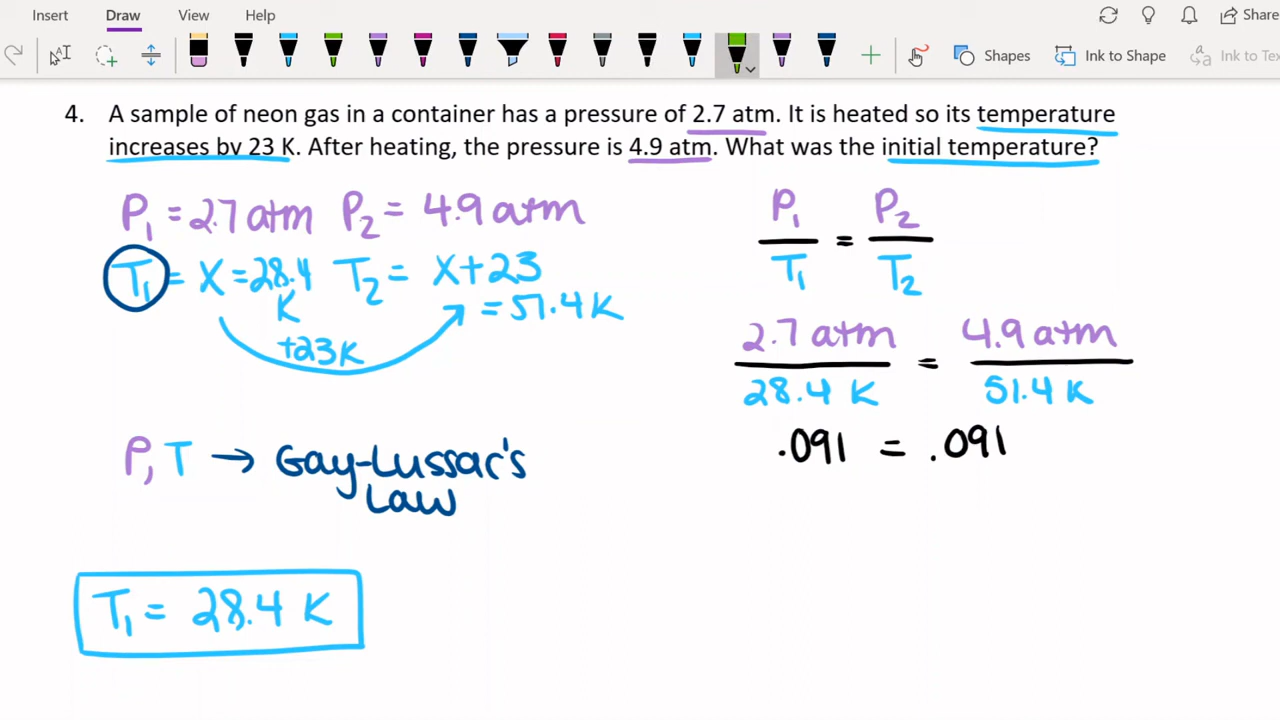 Insert Draw View Help Share
Shapes Ink to Shape Ink to Tex
4. A sample of neon gas in a container has a pressure of 2.7 atm. It is heated so its temperature
increases by 23 K. After heating, the pressure is 4.9 atm. What was the initial temperature?
P₁ = 2.7 atm P₂ = 4.9 atm
T₁ = X = 28.4 K T₂ = X+23
= 51.4 K
+23K
P, T → Gay-Lussac's
Law
T₁ = 28.4 K
P₁/T₁ = P₂/T₂
2.7 atm/28.4 K = 4.9 atm/51.4 K
.091 = .091